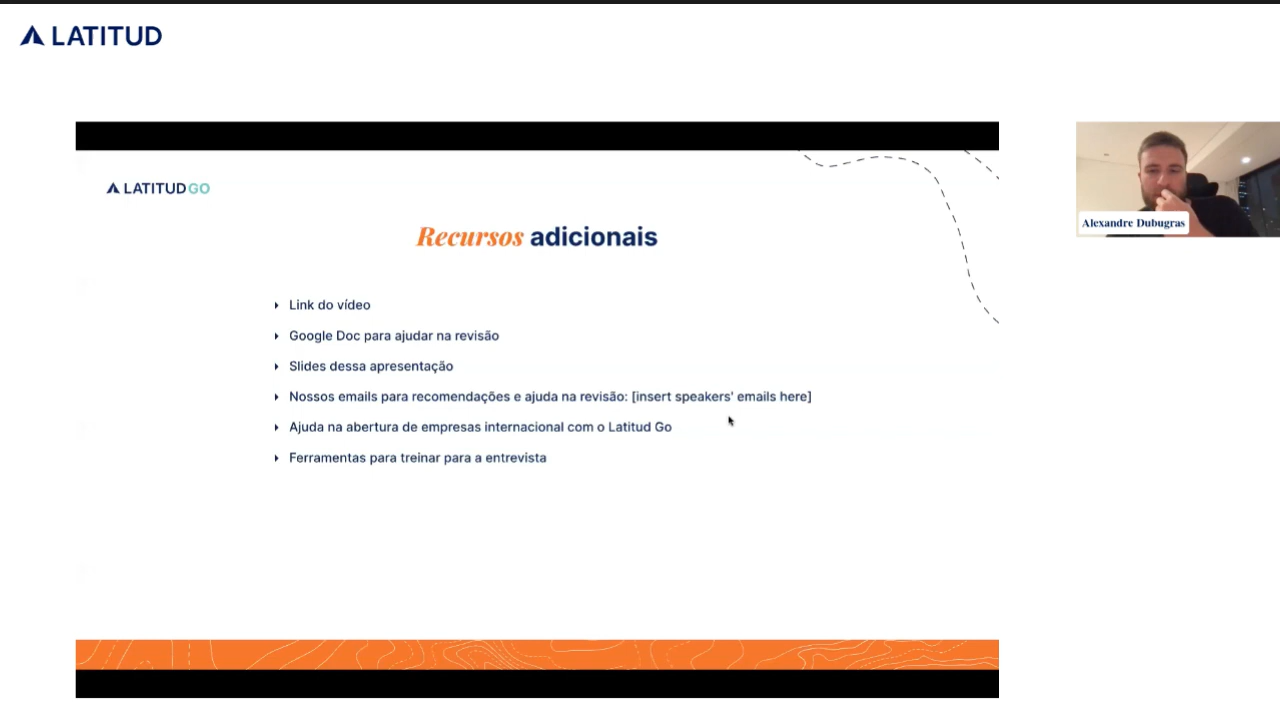 LATITUD
LATITUD GO
Recursos adicionais
Link do vídeo
Google Doc para ajudar na revisão
Slides dessa apresentação
Nossos emails para recomendações e ajuda na revisão: [insert speakers' emails here]
Ajuda na abertura de empresas internacional com o Latitud Go
Ferramentas para treinar para a entrevista
Alexandre Dubugras